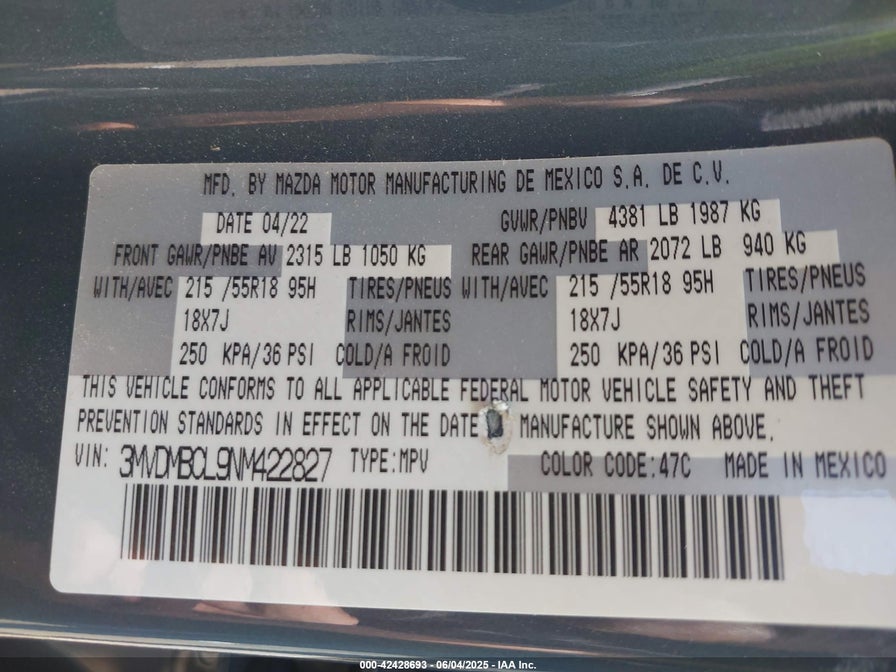 MFD. BY MAZDA MOTOR MANUFACTURING DE MEXICO S.A. DE C.V.
DATE 04/22 GVWR/PNBV 4381 LB 1987 KG
FRONT GAWR/PNBE AV 2315 LB 1050 KG REAR GAWR/PNBE AR 2072 LB 940 KG
WITH/AVEC 215 /55R18 95H TIRES/PNEUS WITH/AVEC 215 /55R18 95H TIRES/PNEUS
18X7J RIMS/JANTES 18X7J RIMS/JANTES
250 KPA/36 PSI COLD/A FROID 250 KPA/36 PSI COLD/A FROID
THIS VEHICLE CONFORMS TO ALL APPLICABLE FEDERAL MOTOR VEHICLE SAFETY AND THEFT
PREVENTION STANDARDS IN EFFECT ON THE DATE MANUFACTURE SHOWN ABOVE.
VIN: 3MVDMBCL9NM422827 TYPE:MPV COLOR CODE:47C MADE IN MEXICO
000-42428693 - 06/04/2025 - IAA Inc.